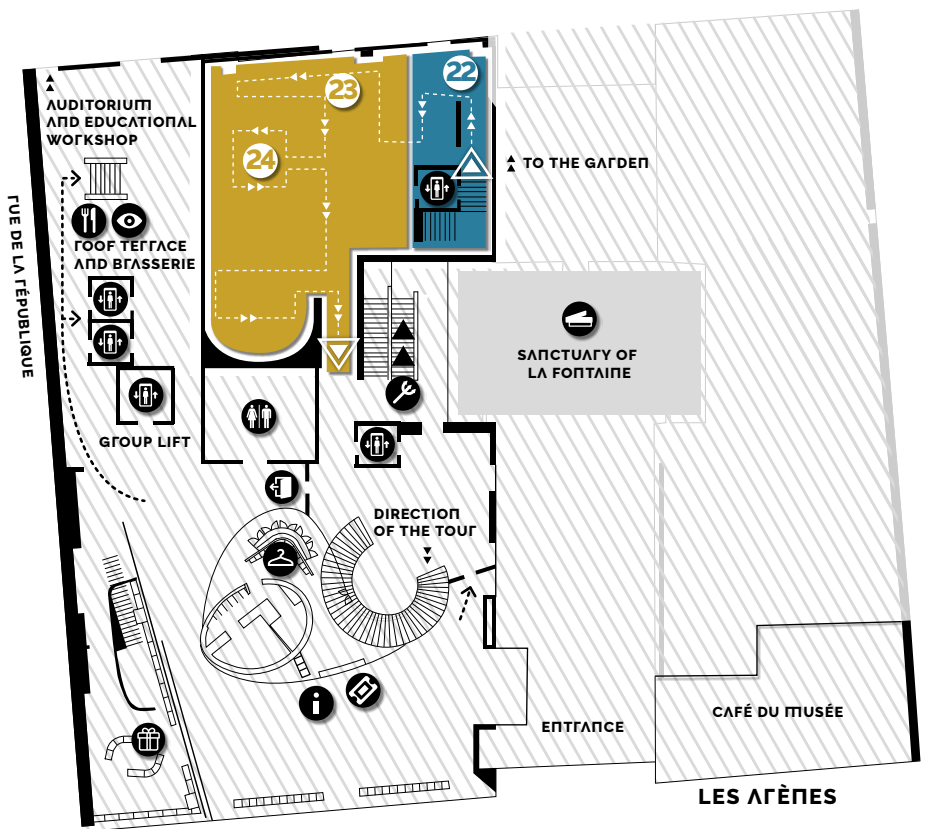 23
22
24
AUDITORIUM
AND EDUCATIONAL
WORKSHOP
TO THE GARDEN
RUE DE LA RÉPUBLIQUE
ROOF TERRACE
AND BRASSERIE
SANCTUARY OF
LA FONTAINE
GROUP LIFT
DIRECTION
OF THE TOUR
ENTRANCE
CAFÉ DU MUSÉE
LES ARÈNES